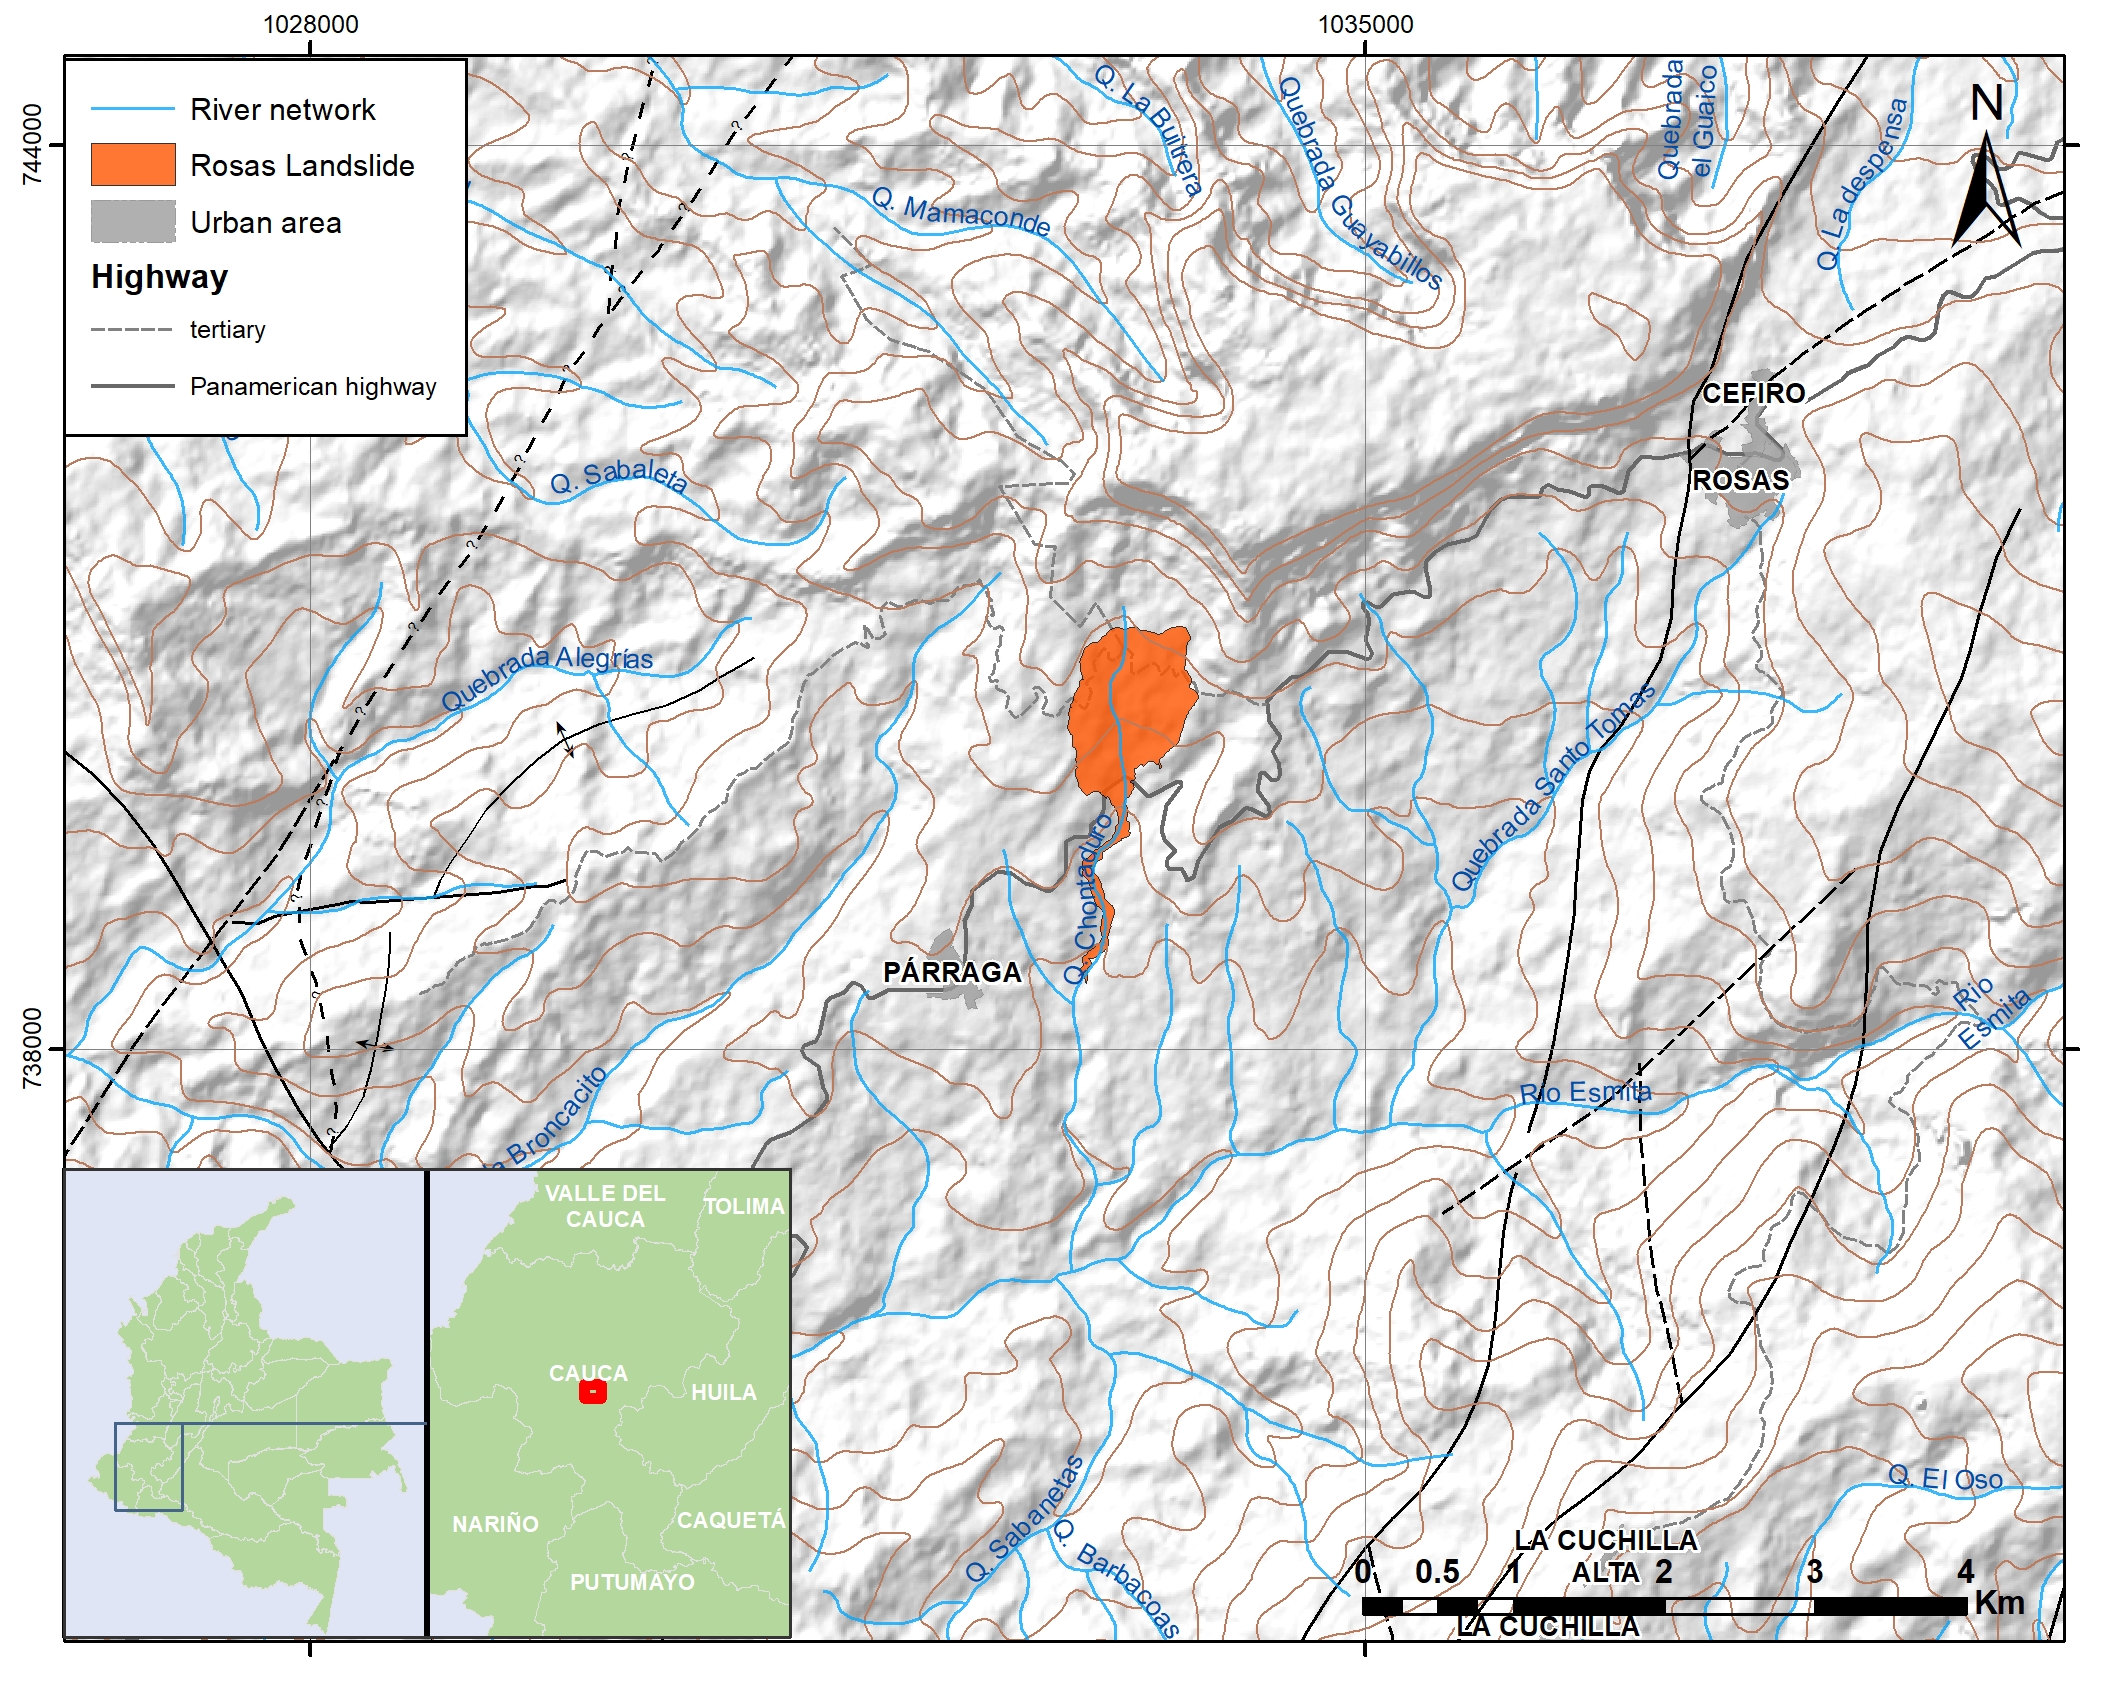 1028000
1035000
744000
738000
River network
Rosas Landslide
Urban area
Highway
tertiary
Panamerican highway
Q. La Buitrera
Quebrada
Guayabillos
Quebrada
el Guaico
Q. La despensa
N
Q. Mamaconde
CEFIRO
ROSAS
Q. Sabaleta
Quebrada Alegrías
Quebrada Santo Tomas
Q. Chontaduro
PÁRRAGA
Rio
Esmita
Rio Esmita
Broncacito
Q. El Oso
Q. Sabanetas
Q. Barbacoas
LA CUCHILLA
ALTA
LA CUCHILLA
0 0.5 1 2 3 4
Km
VALLE DEL
CAUCA
TOLIMA
CAUCA
HUILA
NARIÑO
CAQUETÁ
PUTUMAYO